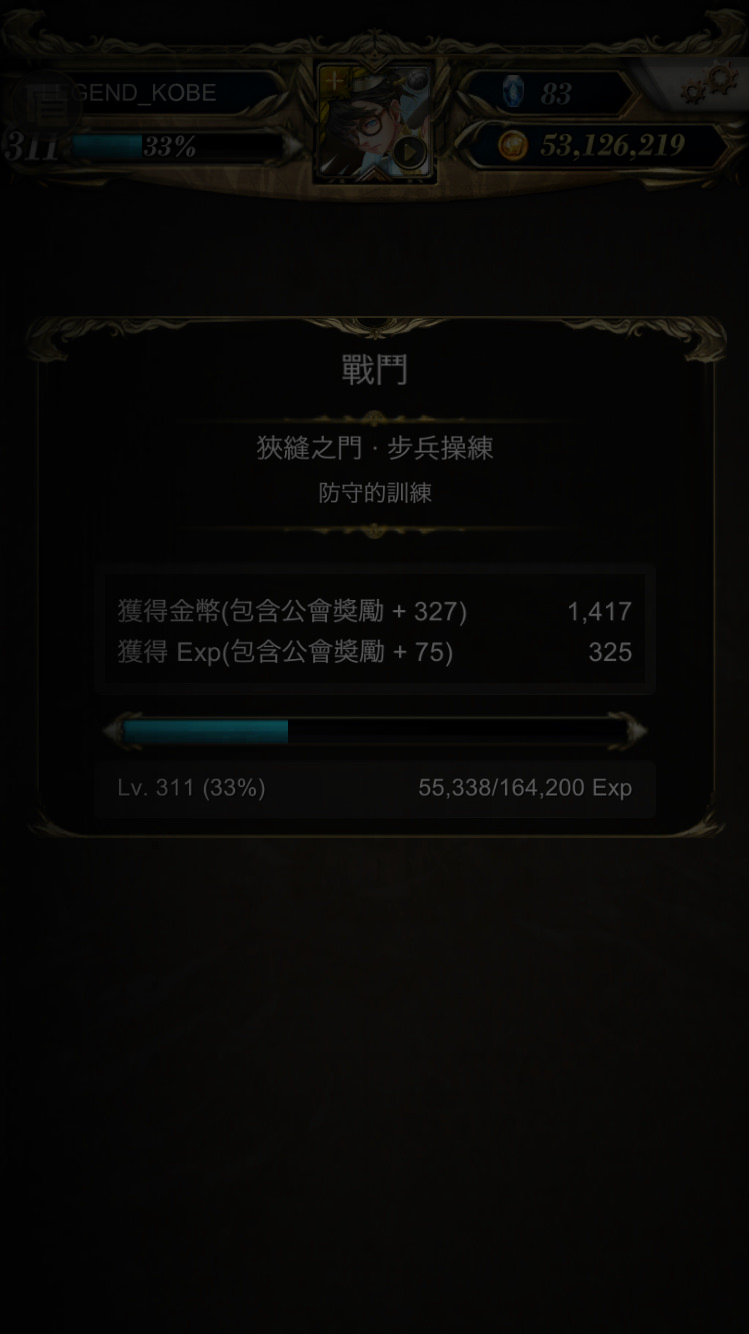 LEGEND_KOBE
83
311
33%
53,126,219
戰鬥
狹縫之門 · 步兵操練
防守的訓練
獲得金幣(包含公會獎勵 + 327) 1,417
獲得 Exp(包含公會獎勵 + 75) 325
Lv. 311 (33%) 55,338/164,200 Exp